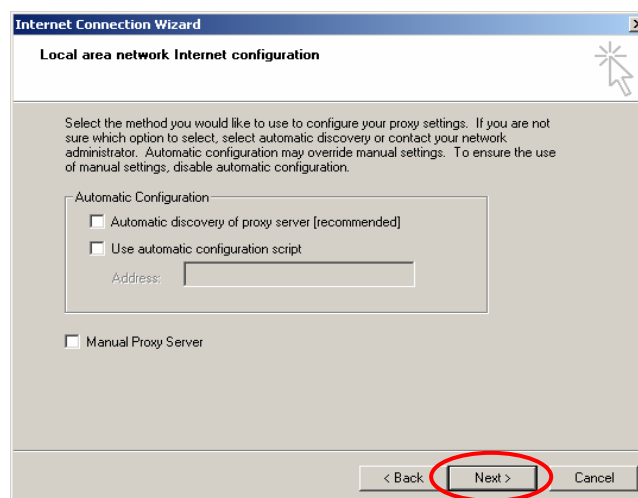 Internet Connection Wizard
Local area network Internet configuration
Select the method you would like to use to configure your proxy settings.  If you are not
sure which option to select, select automatic discovery or contact your network
administrator.  Automatic configuration may override manual settings.  To ensure the use
of manual settings, disable automatic configuration.
Automatic Configuration
Automatic discovery of proxy server [recommended]
Use automatic configuration script
Address:
Manual Proxy Server
< Back
Next >
Cancel